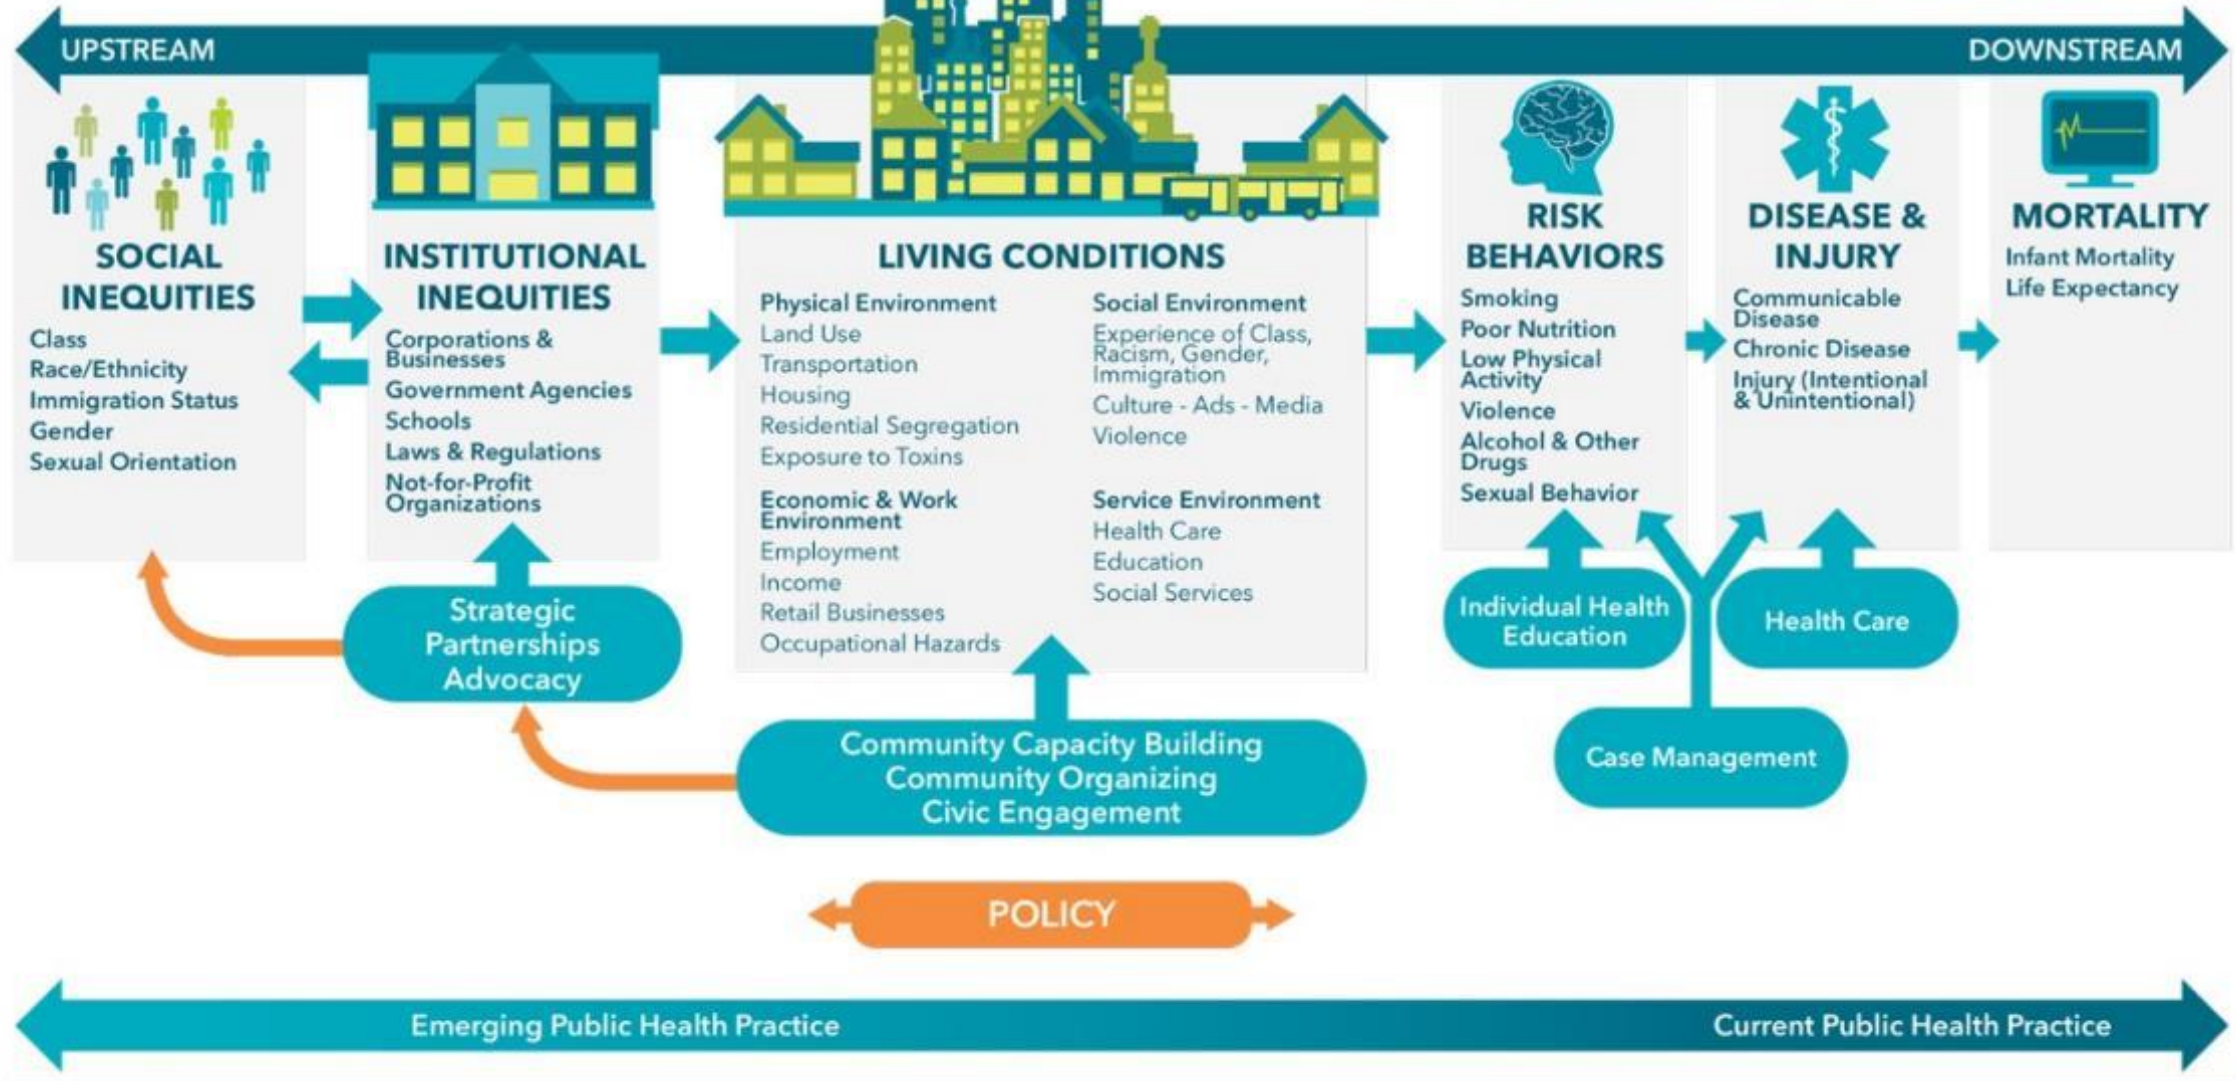 UPSTREAM
DOWNSTREAM
SOCIAL
INEQUITIES
Class
Race/Ethnicity
Immigration Status
Gender
Sexual Orientation
INSTITUTIONAL
INEQUITIES
Corporations &
Businesses
Government Agencies
Schools
Laws & Regulations
Not-for-Profit
Organizations
LIVING CONDITIONS
Physical Environment
Land Use
Transportation
Housing
Residential Segregation
Exposure to Toxins
Economic & Work
Environment
Employment
Income
Retail Businesses
Occupational Hazards
Social Environment
Experience of Class,
Racism, Gender,
Immigration
Culture - Ads - Media
Violence
Service Environment
Health Care
Education
Social Services
RISK
BEHAVIORS
Smoking
Poor Nutrition
Low Physical
Activity
Violence
Alcohol & Other
Drugs
Sexual Behavior
DISEASE &
INJURY
Communicable
Disease
Chronic Disease
Injury (Intentional
& Unintentional)
MORTALITY
Infant Mortality
Life Expectancy
Strategic
Partnerships
Advocacy
Community Capacity Building
Community Organizing
Civic Engagement
Individual Health
Education
Health Care
Case Management
POLICY
Emerging Public Health Practice
Current Public Health Practice